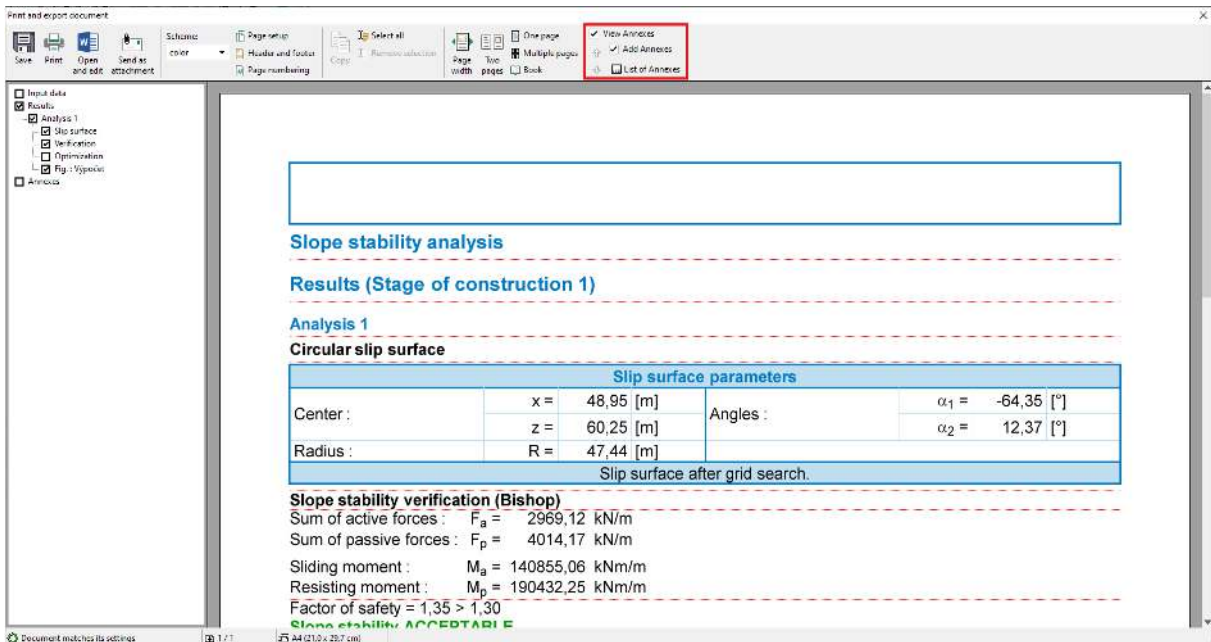 Print and export document
Save
Print
Open and edit
Send as attachment
Scheme:
color
Page setup
Header and footer
Page numbering
Copy
Select all
Remove selection
Page width
Two pages
One page
Multiple pages
Book
View Annexes
Add Annexes
List of Annexes
Input data
Results
Analysis 1
Slip surface
Verification
Optimization
Fig.: Výpočet
Annexes
Slope stability analysis
Results (Stage of construction 1)
Analysis 1
Circular slip surface
Slip surface parameters
Center : x = 48,95 [m] Angles : α1 = -64,35 [°]
z = 60,25 [m] α2 = 12,37 [°]
Radius : R = 47,44 [m]
Slip surface after grid search.
Slope stability verification (Bishop)
Sum of active forces : Fa = 2969,12 kN/m
Sum of passive forces : Fp = 4014,17 kN/m
Sliding moment : Ma = 140855,06 kNm/m
Resisting moment : Mp = 190432,25 kNm/m
Factor of safety = 1,35 > 1,30
Slope stability ACCEPTABLE
Document matches its settings 1 / 1 A4 (21,0 x 29,7 cm)